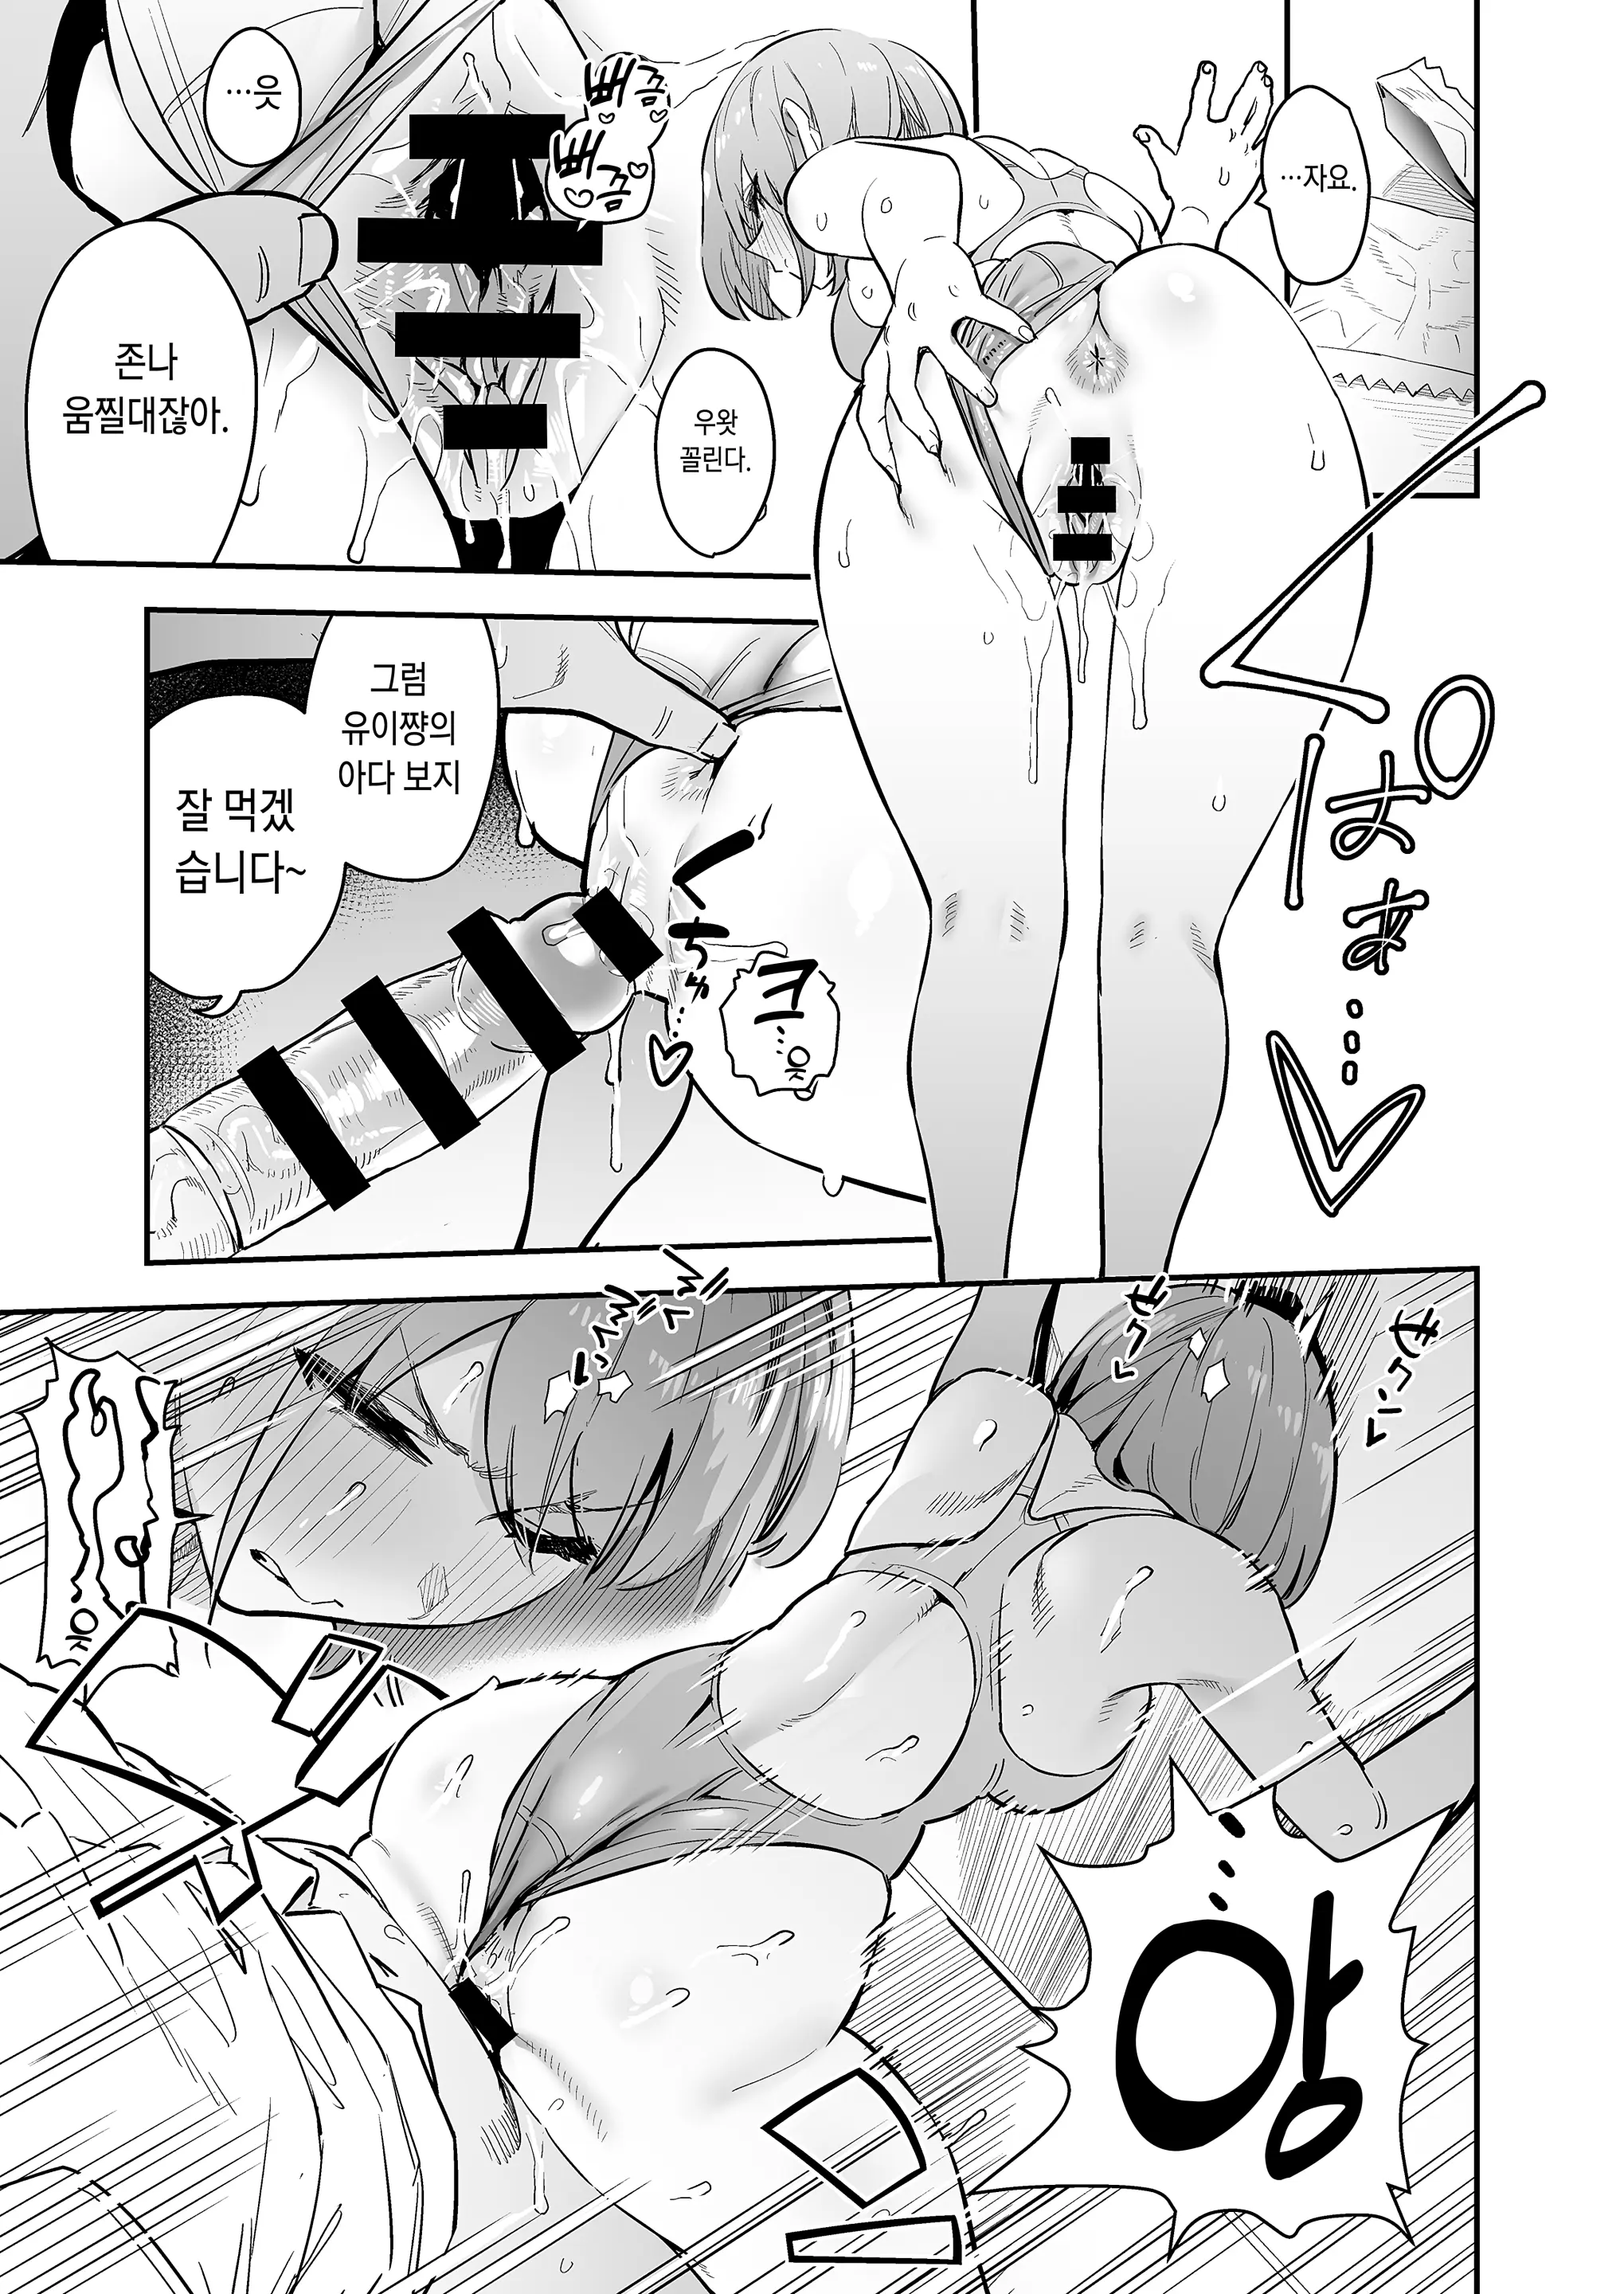 …자요.
くぱぁ…
우왓
꼴린다.
뻐끔
뻐끔
…읏
존나
움찔대잖아.
그럼
유이쨩의
아다 보지
잘 먹겠
습니다~
くちゅ…
크…읏
…앙